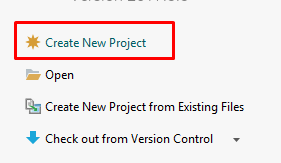 Create New Project
Open
Create New Project from Existing Files
Check out from Version Control